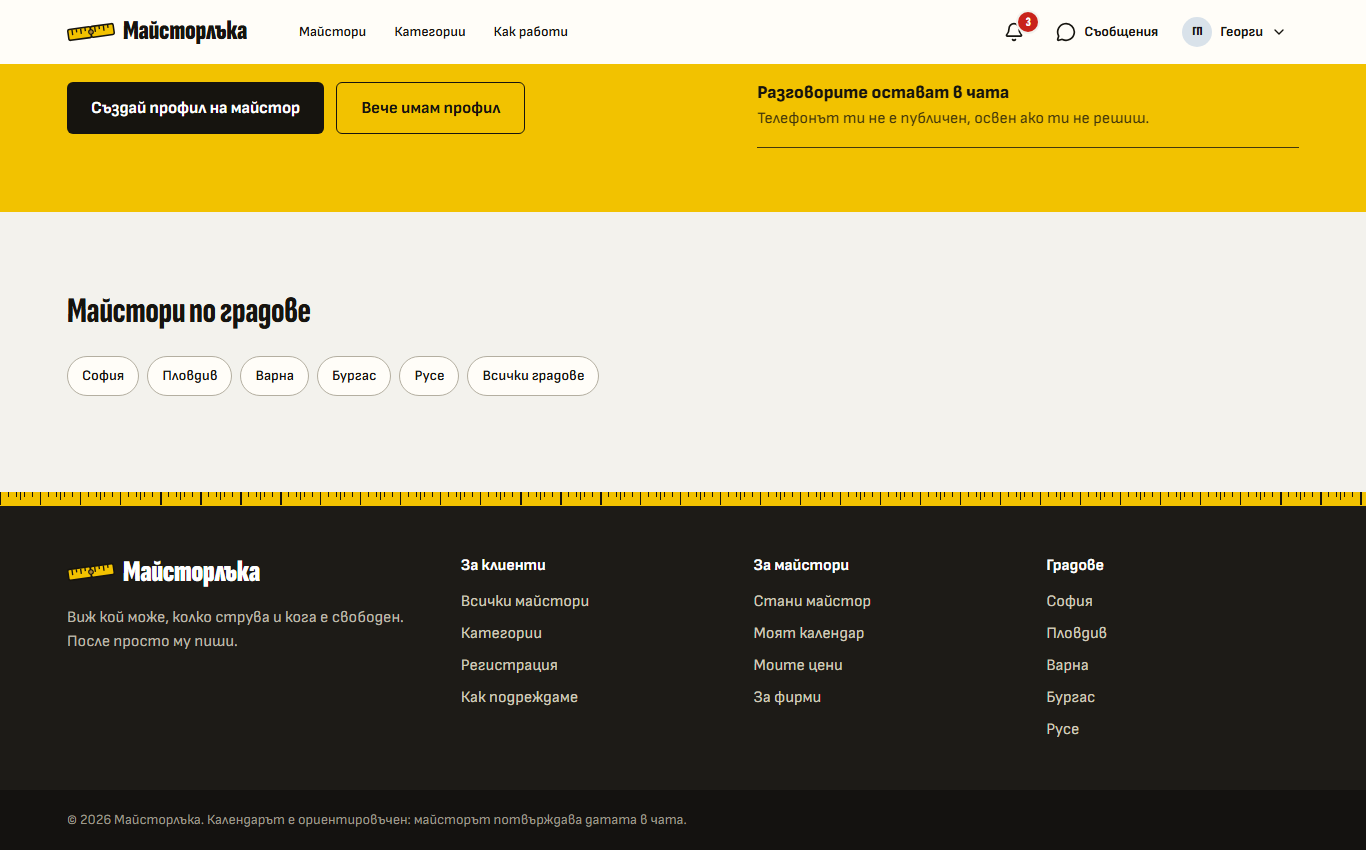 Майсторлъка
Майстори
Категории
Как работи
3
Съобщения
ГП
Георги
Създай профил на майстор
Вече имам профил
Разговорите остават в чата
Телефонът ти не е публичен, освен ако ти не решиш.
Майстори по градове
София
Пловдив
Варна
Бургас
Русе
Всички градове
Майсторлъка
Виж кой може, колко струва и кога е свободен.
После просто му пиши.
За клиенти
Всички майстори
Категории
Регистрация
Как подреждаме
За майстори
Стани майстор
Моят календар
Моите цени
За фирми
Градове
София
Пловдив
Варна
Бургас
Русе
© 2026 Майсторлъка. Календарът е ориентировъчен: майсторът потвърждава датата в чата.